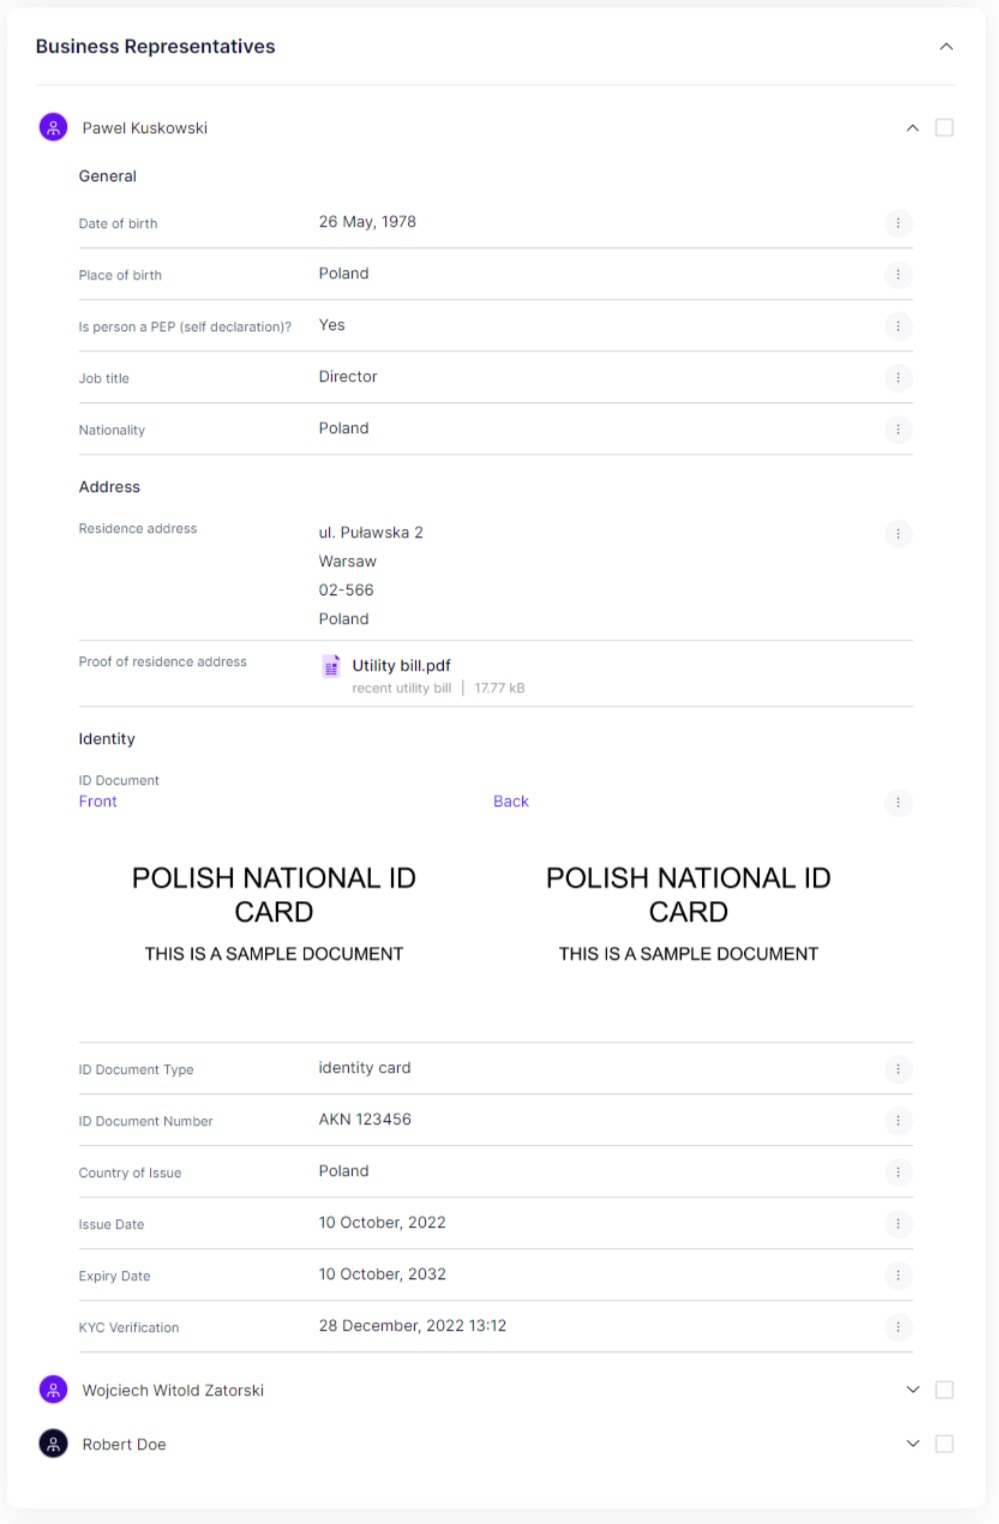 Business Representatives
Pawel Kuskowski
General
Date of birth 26 May, 1978
Place of birth Poland
Is person a PEP (self declaration)? Yes
Job title Director
Nationality Poland
Address
Residence address ul. Puławska 2
Warsaw
02-566
Poland
Proof of residence address Utility bill.pdf
recent utility bill | 17.77 kB
Identity
ID Document
Front Back
POLISH NATIONAL ID POLISH NATIONAL ID
CARD CARD
THIS IS A SAMPLE DOCUMENT THIS IS A SAMPLE DOCUMENT
ID Document Type identity card
ID Document Number AKN 123456
Country of Issue Poland
Issue Date 10 October, 2022
Expiry Date 10 October, 2032
KYC Verification 28 December, 2022 13:12
Wojciech Witold Zatorski
Robert Doe